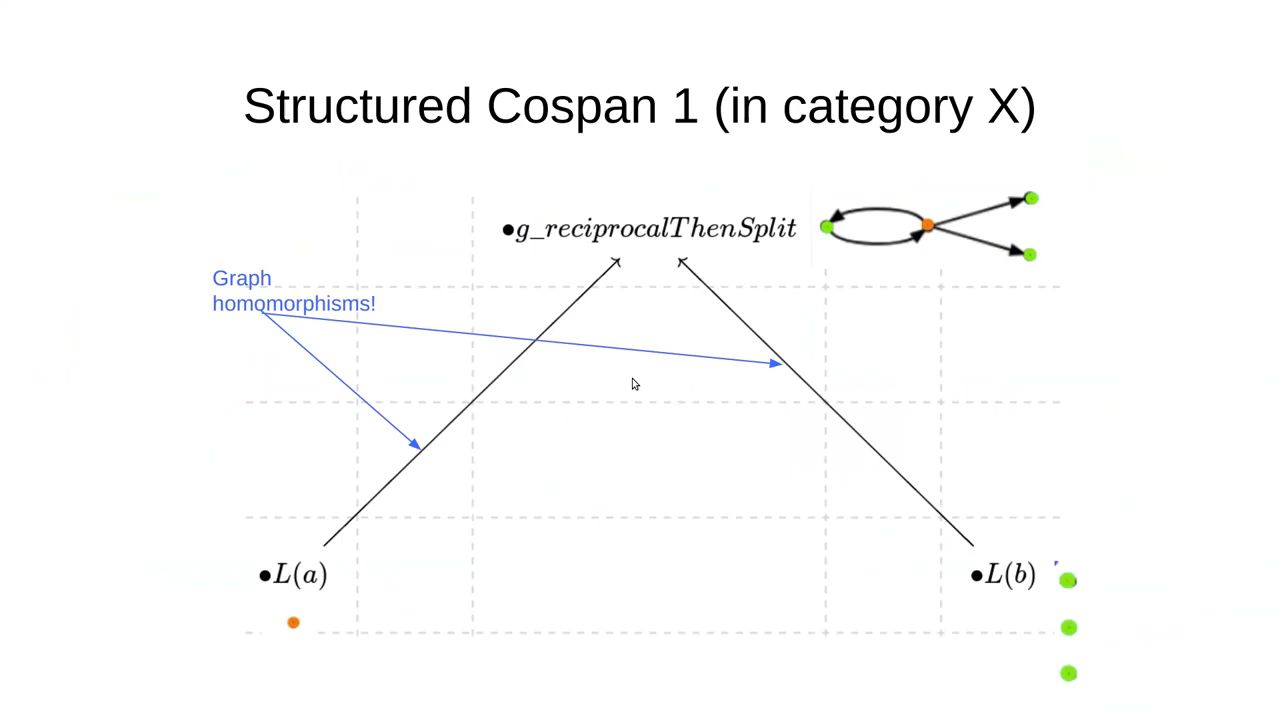 Structured Cospan 1 (in category X)
•g_reciprocalThenSplit
Graph
homomorphisms!
•L(a)
•L(b)